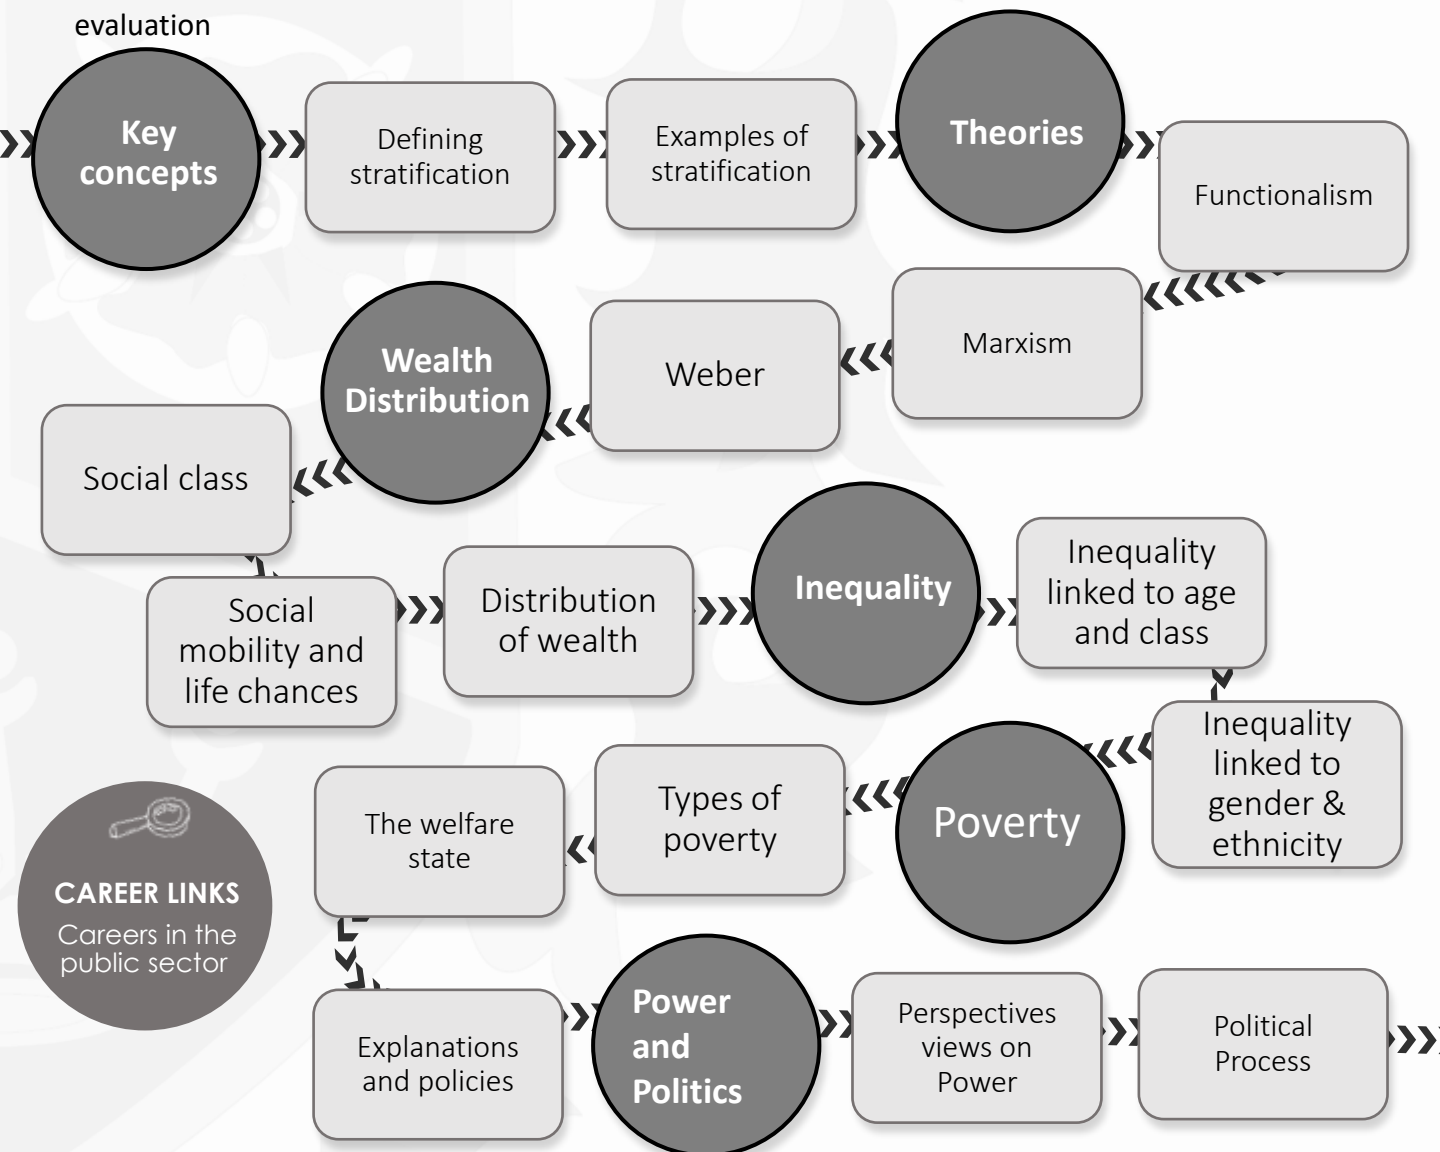 evaluation
Key
concepts
Defining
stratification
Examples of
stratification
Theories
Functionalism
Marxism
Weber
Wealth
Distribution
Social class
Social
mobility and
life chances
Distribution
of wealth
Inequality
Inequality
linked to age
and class
Inequality
linked to
gender &
ethnicity
Poverty
Types of
poverty
The welfare
state
CAREER LINKS
Careers in the
public sector
Explanations
and policies
Power
and
Politics
Perspectives
views on
Power
Political
Process